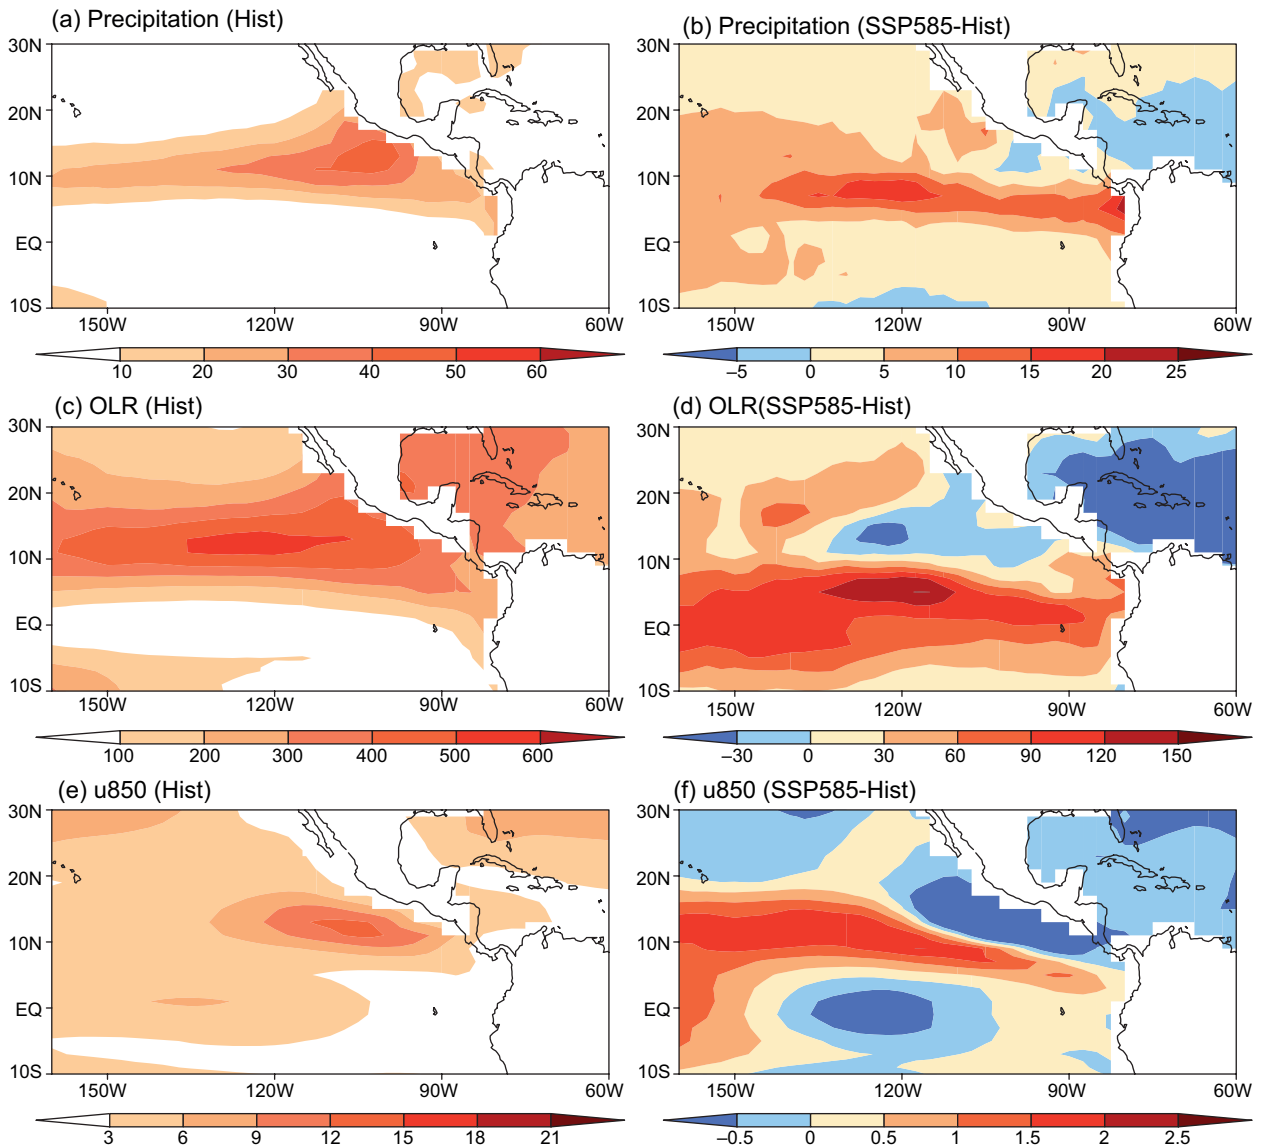 (a) Precipitation (Hist)
30N
20N
10N
EQ
10S
150W 120W 90W 60W
10 20 30 40 50 60
(b) Precipitation (SSP585-Hist)
30N
20N
10N
EQ
10S
150W 120W 90W 60W
–5 0 5 10 15 20 25
(c) OLR (Hist)
30N
20N
10N
EQ
10S
150W 120W 90W 60W
100 200 300 400 500 600
(d) OLR(SSP585-Hist)
30N
20N
10N
EQ
10S
150W 120W 90W 60W
–30 0 30 60 90 120 150
(e) u850 (Hist)
30N
20N
10N
EQ
10S
150W 120W 90W 60W
3 6 9 12 15 18 21
(f) u850 (SSP585-Hist)
30N
20N
10N
EQ
10S
150W 120W 90W 60W
–0.5 0 0.5 1 1.5 2 2.5